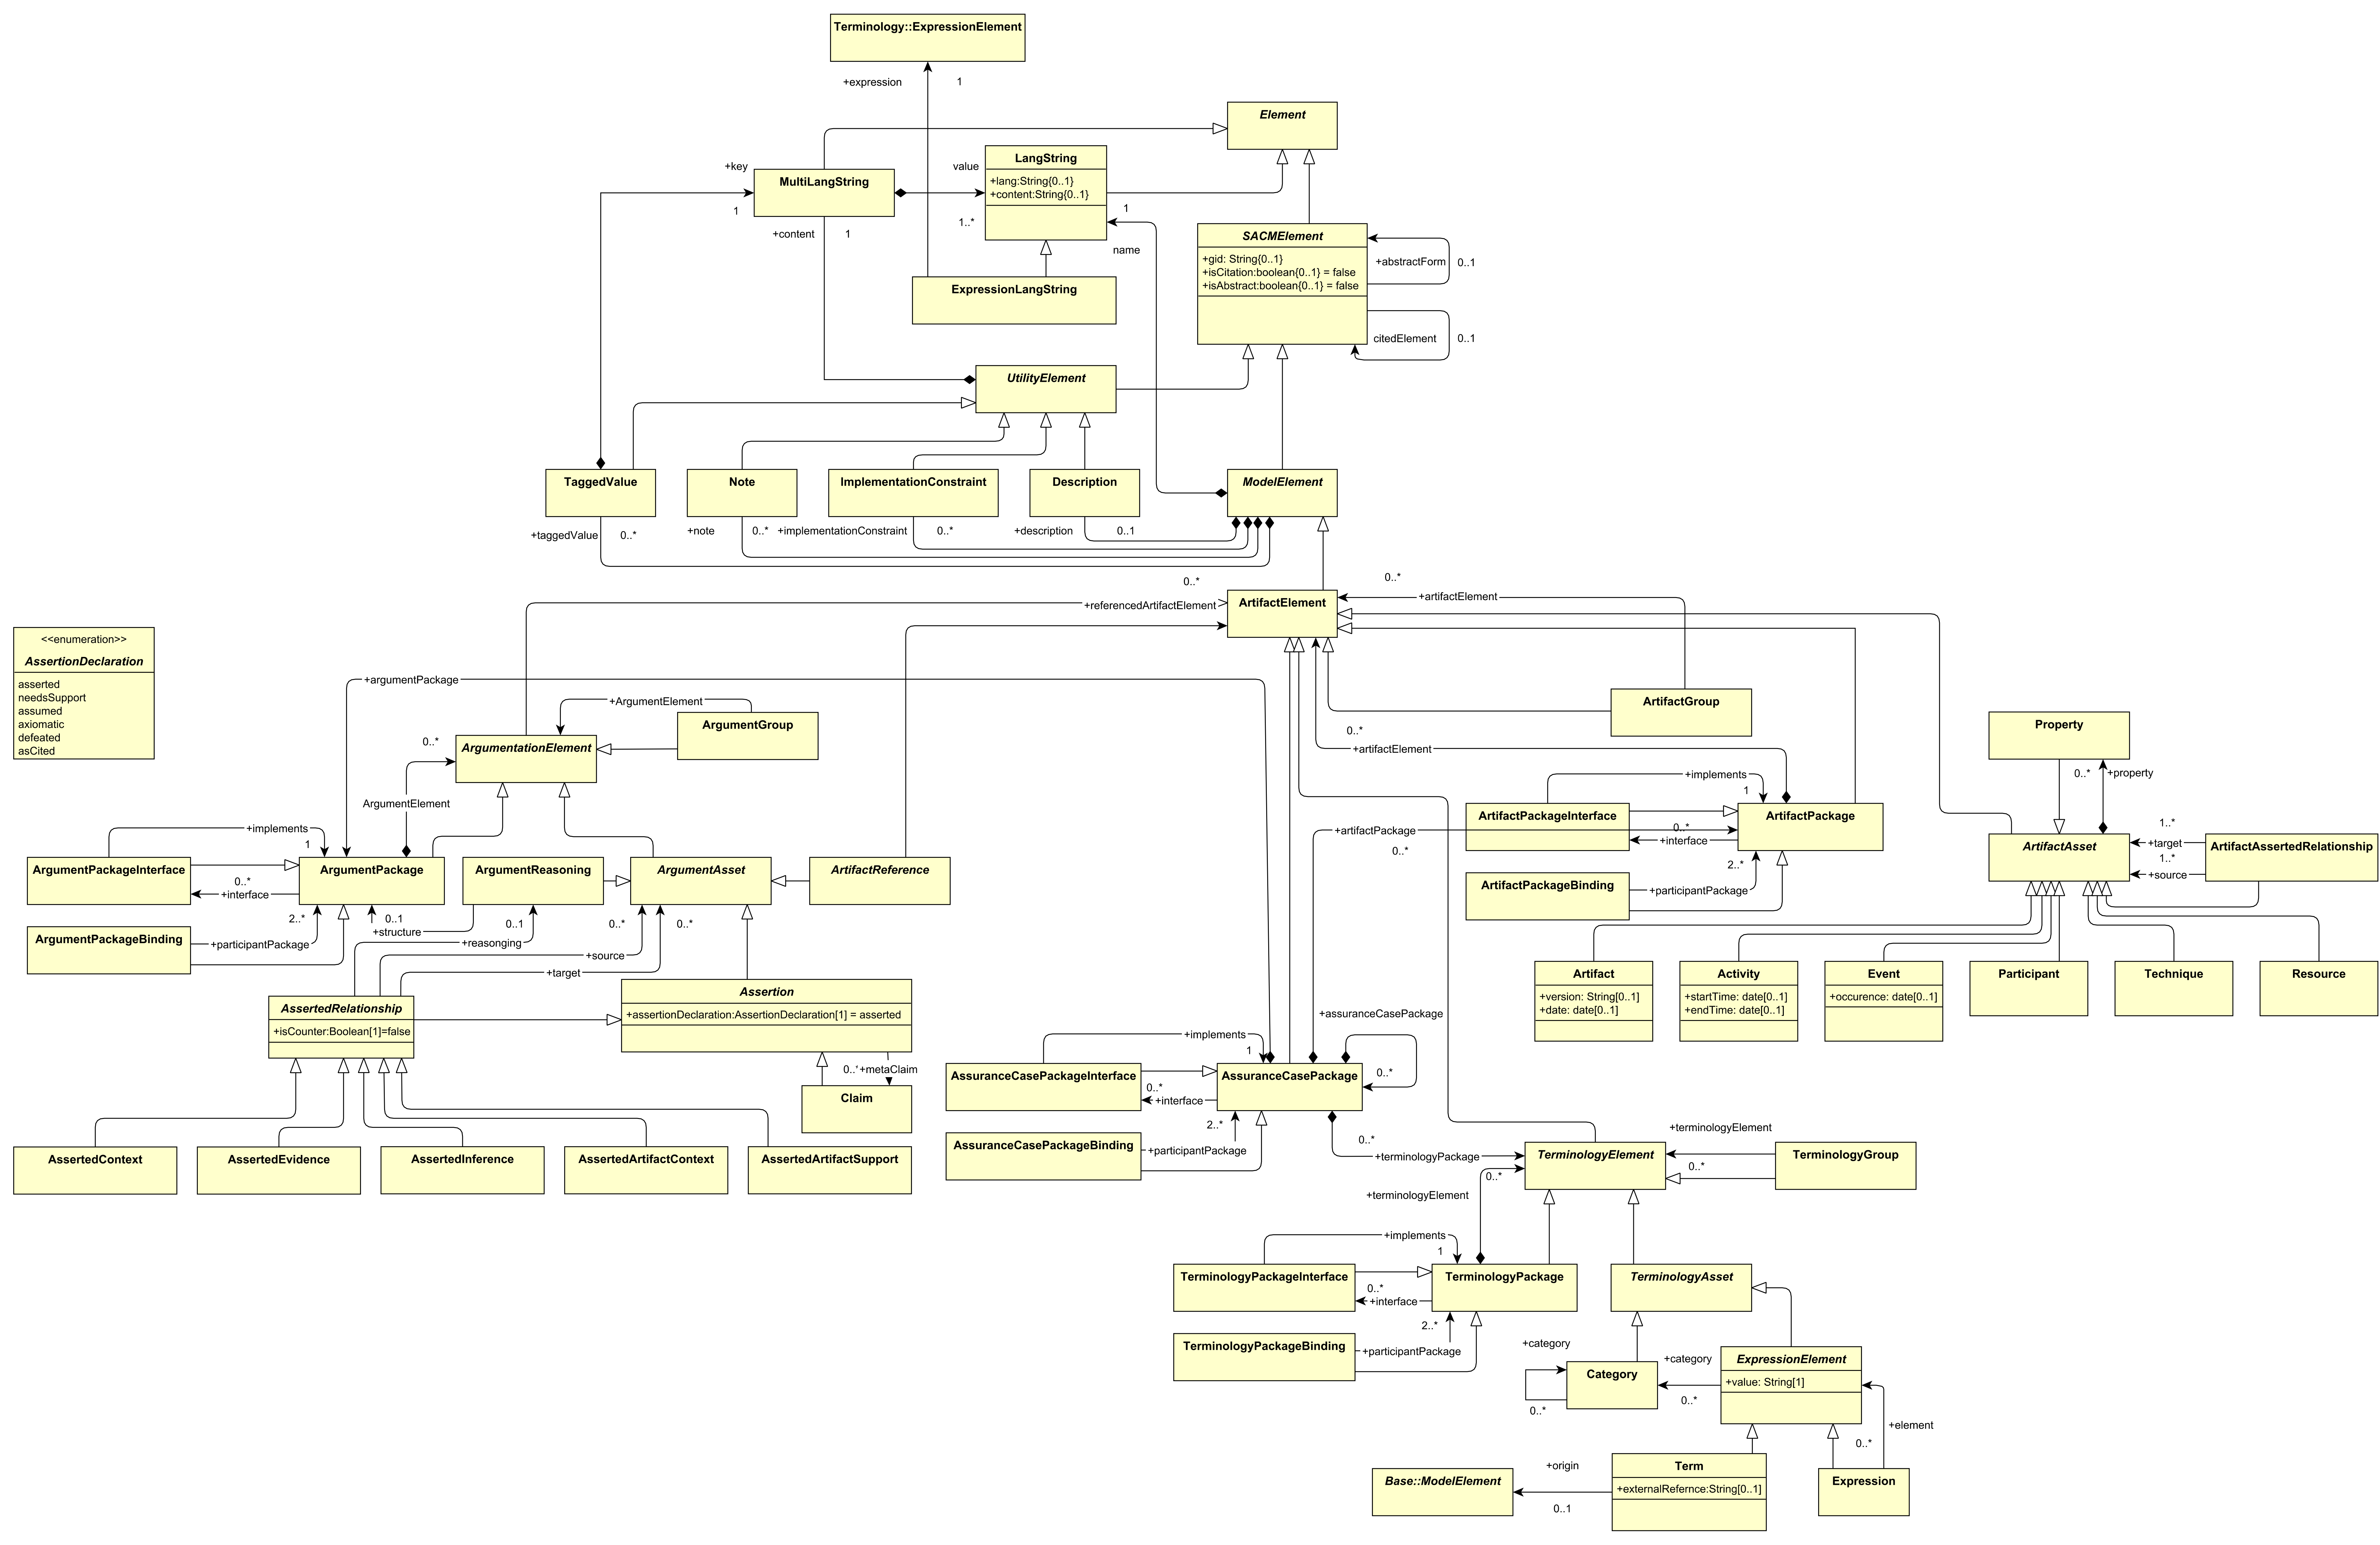 Terminology::ExpressionElement
+expression
1
Element
+key
value
MultiLangString
LangString
+lang:String{0..1}
+content:String{0..1}
1
1..*
1
+content
1
name
SACMElement
+gid: String{0..1}
+isCitation:boolean{0..1} = false
+isAbstract:boolean{0..1} = false
+abstractForm
0..1
ExpressionLangString
citedElement
0..1
UtilityElement
TaggedValue
Note
ImplementationConstraint
Description
ModelElement
+taggedValue
0..*
+note
0..*
+implementationConstraint
0..*
+description
0..1
0..*
0..*
+referencedArtifactElement
ArtifactElement
+artifactElement
<<enumeration>>
AssertionDeclaration
asserted
needsSupport
assumed
axiomatic
defeated
asCited
+argumentPackage
+ArgumentElement
ArgumentGroup
ArtifactGroup
0..*
+artifactElement
Property
0..*
ArgumentationElement
ArgumentElement
+implements
1
ArtifactPackageInterface
ArtifactPackage
0..*
+property
+implements
1
+artifactPackage
0..*
0..*
+interface
ArtifactAsset
1..*
+target
1..*
+source
ArtifactAssertedRelationship
ArgumentPackageInterface
ArgumentPackage
ArgumentReasoning
ArgumentAsset
ArtifactReference
0..*
+interface
2..*
ArtifactPackageBinding
+participantPackage
ArgumentPackageBinding
2..*
+participantPackage
0..1
+structure
0..1
+reasonging
0..*
0..*
+source
+target
Artifact
+version: String[0..1]
+date: date[0..1]
Activity
+startTime: date[0..1]
+endTime: date[0..1]
Event
+occurence: date[0..1]
Participant
Technique
Resource
AssertedRelationship
+isCounter:Boolean[1]=false
Assertion
+assertionDeclaration:AssertionDeclaration[1] = asserted
+assuranceCasePackage
+implements
1
0..*
+metaClaim
Claim
AssuranceCasePackageInterface
AssuranceCasePackage
0..*
0..*
+interface
2..*
AssuranceCasePackageBinding
+participantPackage
0..*
+terminologyPackage
AssertedContext
AssertedEvidence
AssertedInference
AssertedArtifactContext
AssertedArtifactSupport
+terminologyElement
TerminologyElement
0..*
TerminologyGroup
0..*
+terminologyElement
+implements
1
TerminologyPackageInterface
TerminologyPackage
TerminologyAsset
0..*
+interface
2..*
TerminologyPackageBinding
+participantPackage
+category
+category
Category
0..*
0..*
ExpressionElement
+value: String[1]
+element
0..*
+origin
Base::ModelElement
0..1
Term
+externalRefernce:String[0..1]
Expression